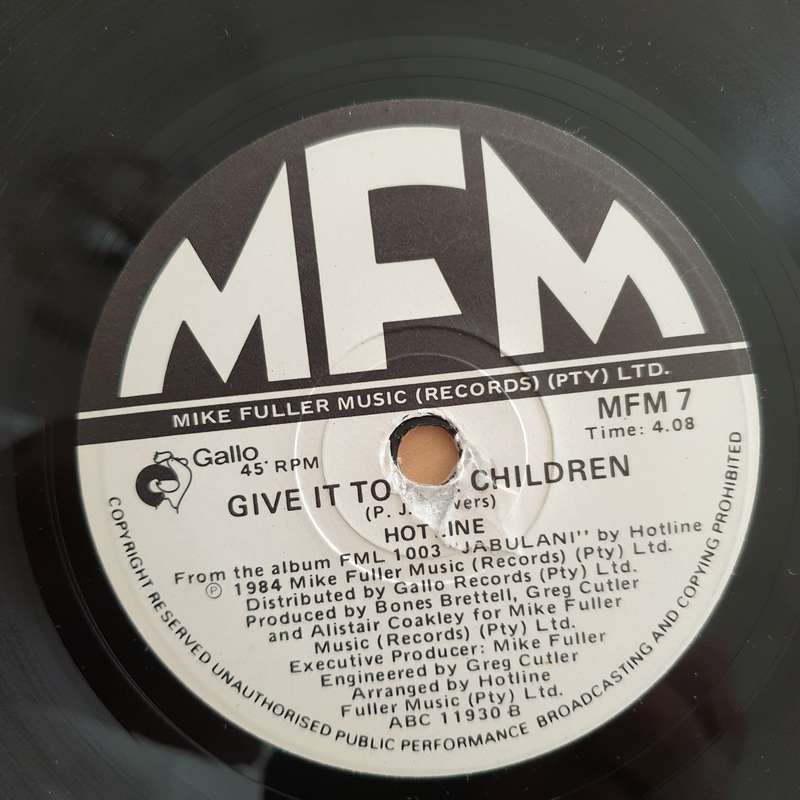 MFM
MIKE FULLER MUSIC (RECORDS) (PTY) LTD.
MFM 7
Time: 4.08
Gallo
45 RPM
GIVE IT TO CHILDREN
(P. J.
HOTLINE
From the album FML 1003 "JABULANI" by Hotline
Ⓟ 1984 Mike Fuller Music (Records) (Pty) Ltd.
Distributed by Gallo Records (Pty) Ltd.
Produced by Bones Brettell, Greg Cutler
and Alistair Coakley for Mike Fuller
Music (Records) (Pty) Ltd.
Executive Producer: Mike Fuller
Engineered by Greg Cutler
Arranged by Hotline
Fuller Music (Pty) Ltd.
ABC 11930 B
COPYRIGHT RESERVED UNAUTHORISED PUBLIC PERFORMANCE BROADCASTING AND COPYING PROHIBITED